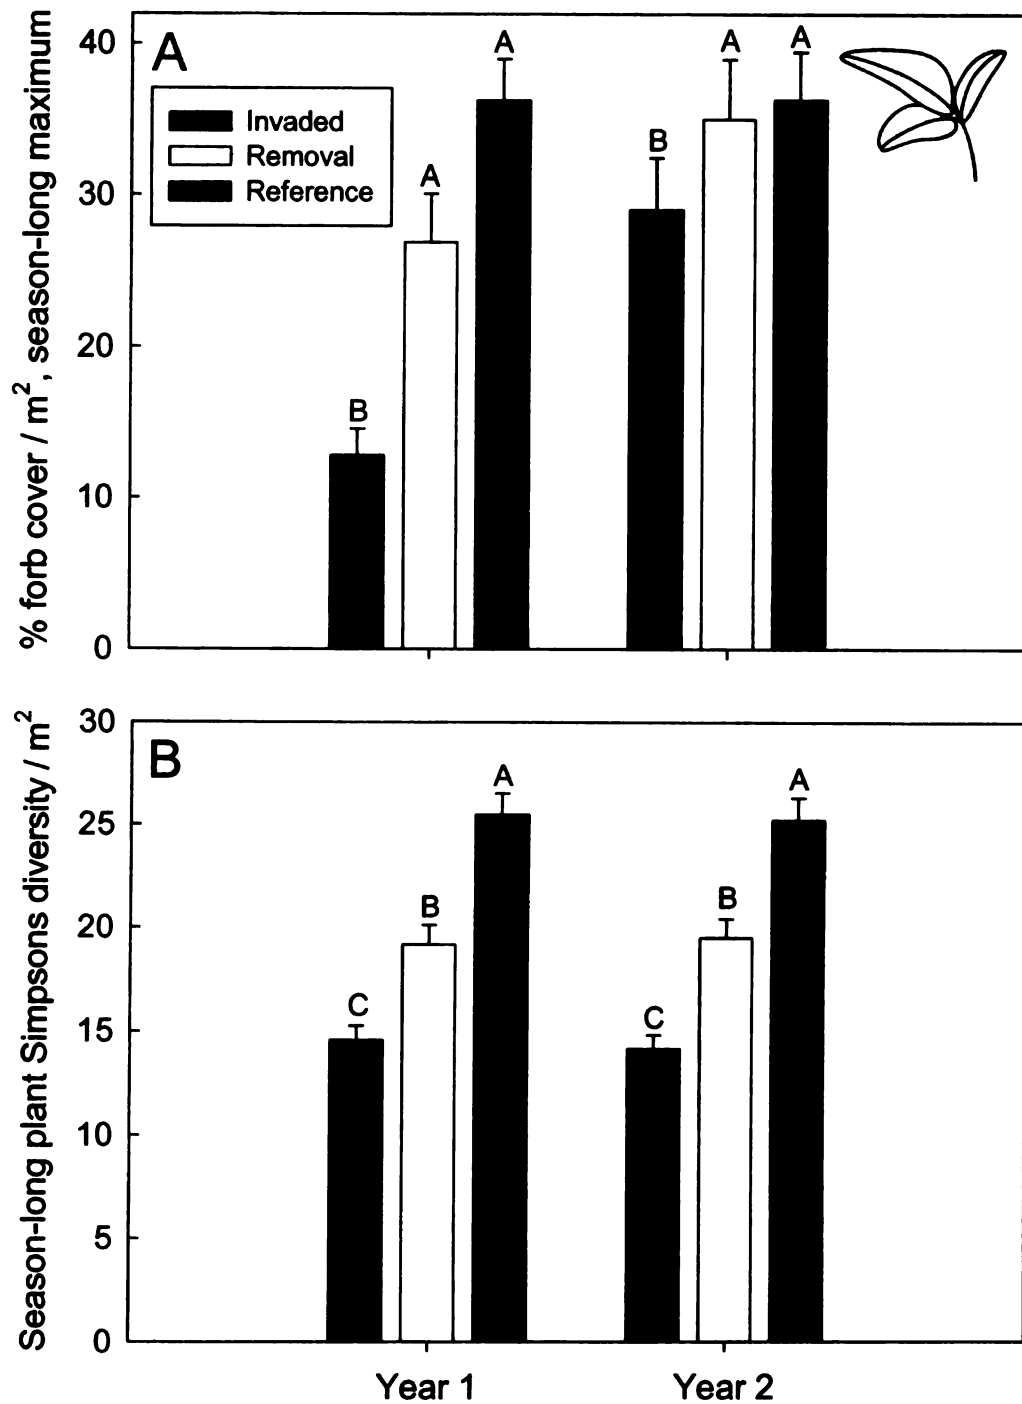 % forb cover / m², season-long maximum
40
30
20
10
0
A
Invaded
Removal
Reference
B
A
A
B
A
A
Season-long plant Simpsons diversity / m²
30
25
20
15
10
5
0
B
C
B
A
C
B
A
Year 1
Year 2